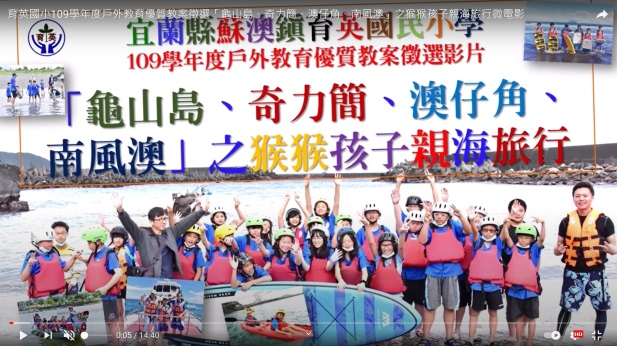 育英國小109學年度戶外教育優質教案徵選「龜山島、奇力簡、澳仔角、南風澳」之猴猴孩子親海旅行微電影
育英
宜蘭縣蘇澳鎮育英國民小學
109學年度戶外教育優質教案徵選影片
「龜山島、奇力簡、澳仔角、
南風澳」之猴猴孩子親海旅行
0:05 / 14:40
HD